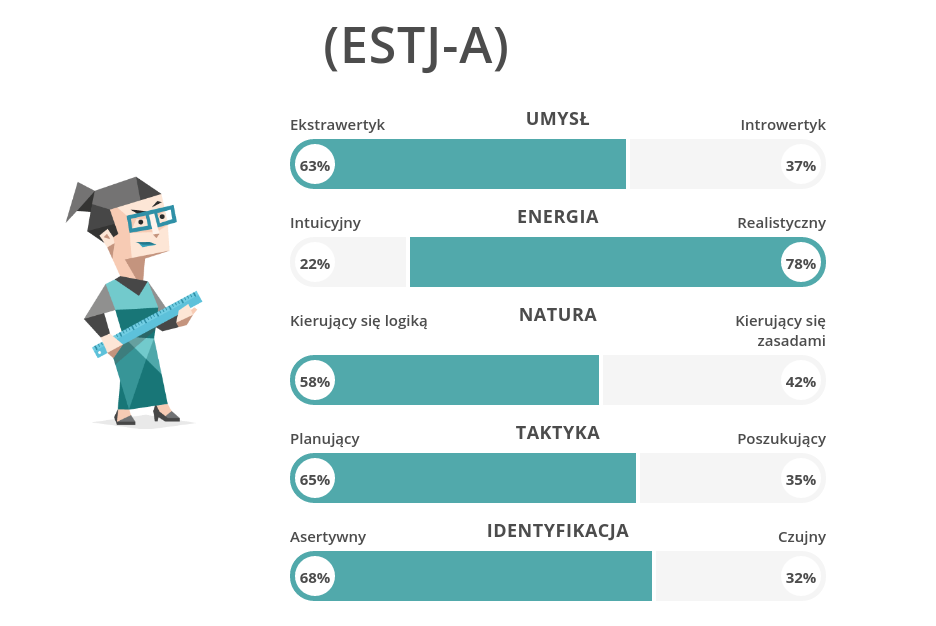 (ESTJ-A)
UMYSŁ
Ekstrawertyk
Introwertyk
63%
37%
ENERGIA
Intuicyjny
Realistyczny
22%
78%
NATURA
Kierujący się logiką
Kierujący się
zasadami
58%
42%
TAKTYKA
Planujący
Poszukujący
65%
35%
IDENTYFIKACJA
Asertywny
Czujny
68%
32%